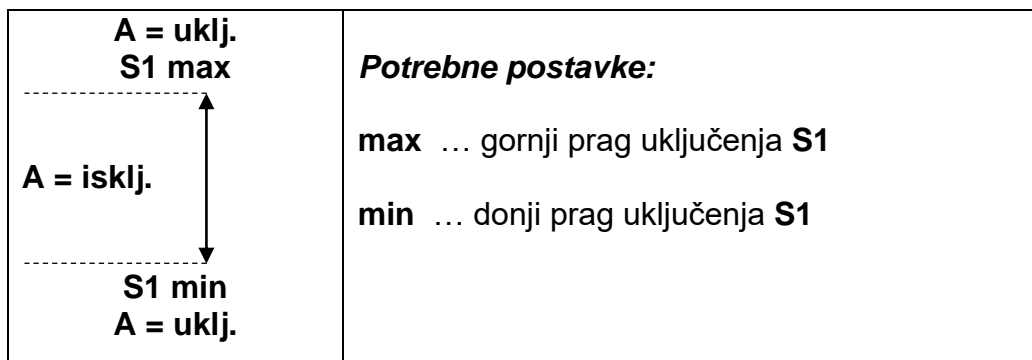 A = uklj.
S1 max
A = isklj.
S1 min
A = uklj.
Potrebne postavke:
max … gornji prag uključenja S1
min … donji prag uključenja S1